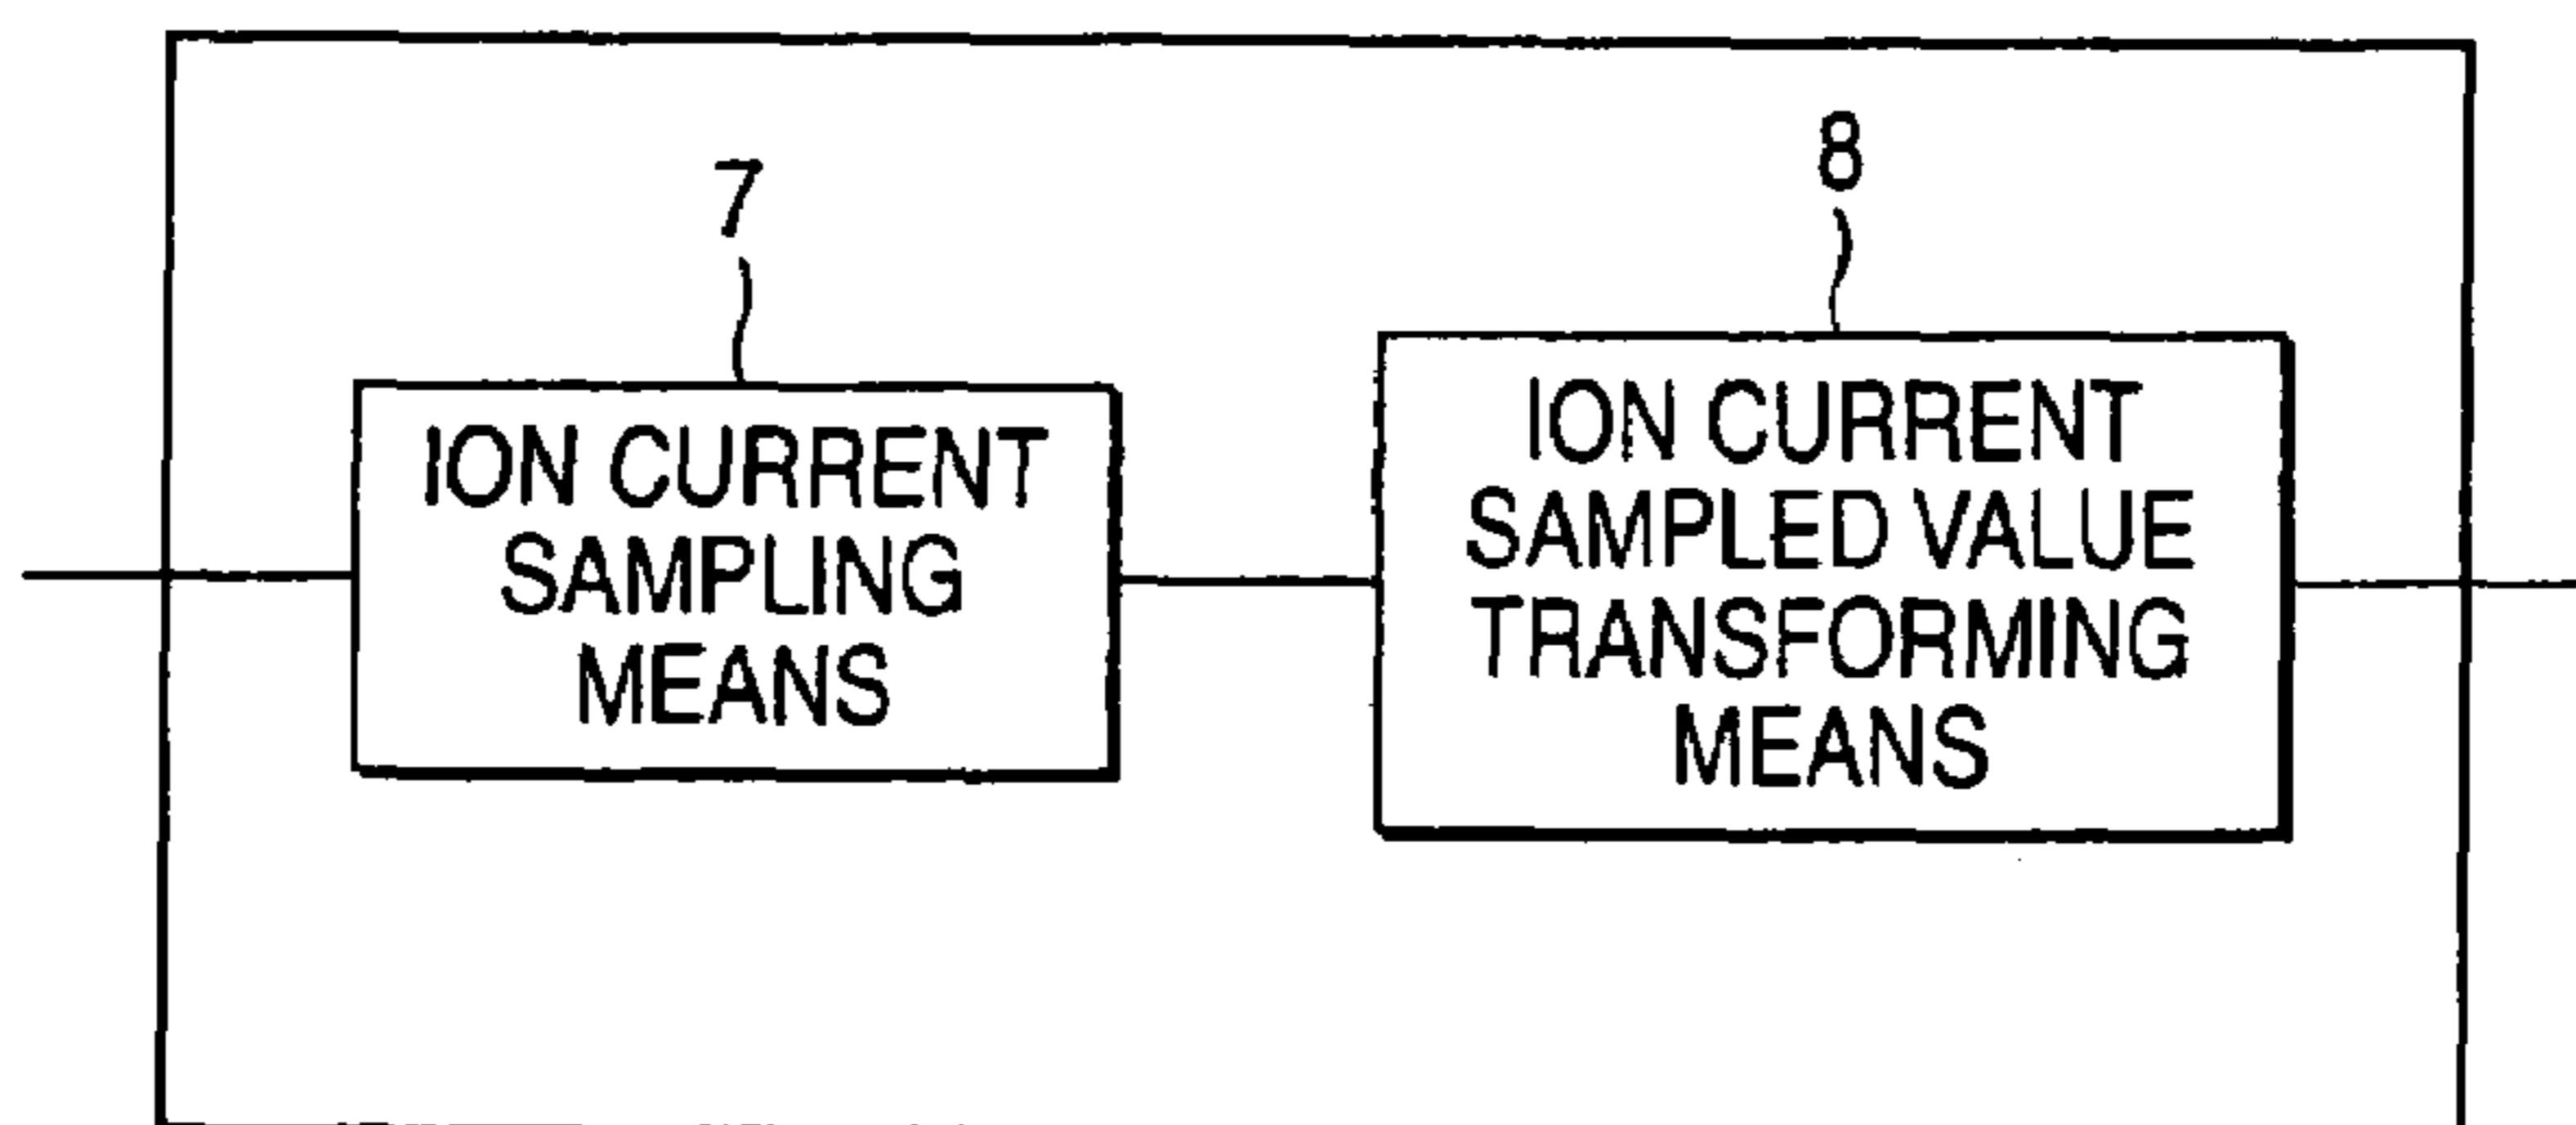 7
ION CURRENT
SAMPLING
MEANS
8
ION CURRENT
SAMPLED VALUE
TRANSFORMING
MEANS